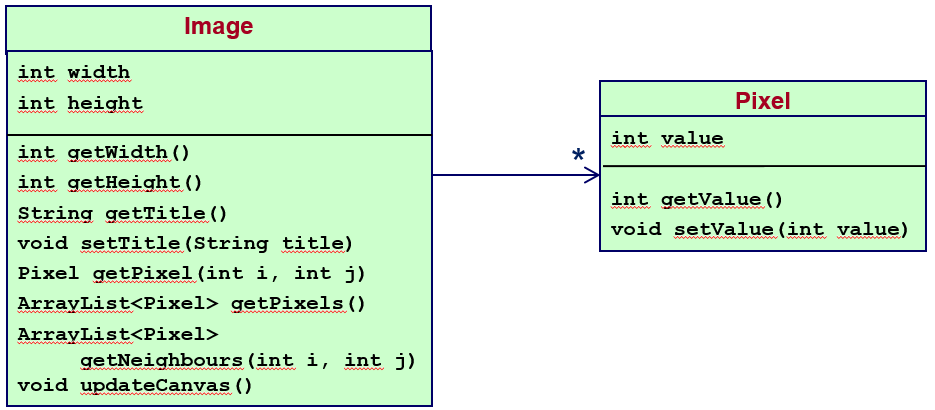 Image
int width
int height
int getWidth()
int getHeight()
String getTitle()
void setTitle(String title)
Pixel getPixel(int i, int j)
ArrayList<Pixel> getPixels()
ArrayList<Pixel>
getNeighbours(int i, int j)
void updateCanvas()
*
Pixel
int value
int getValue()
void setValue(int value)